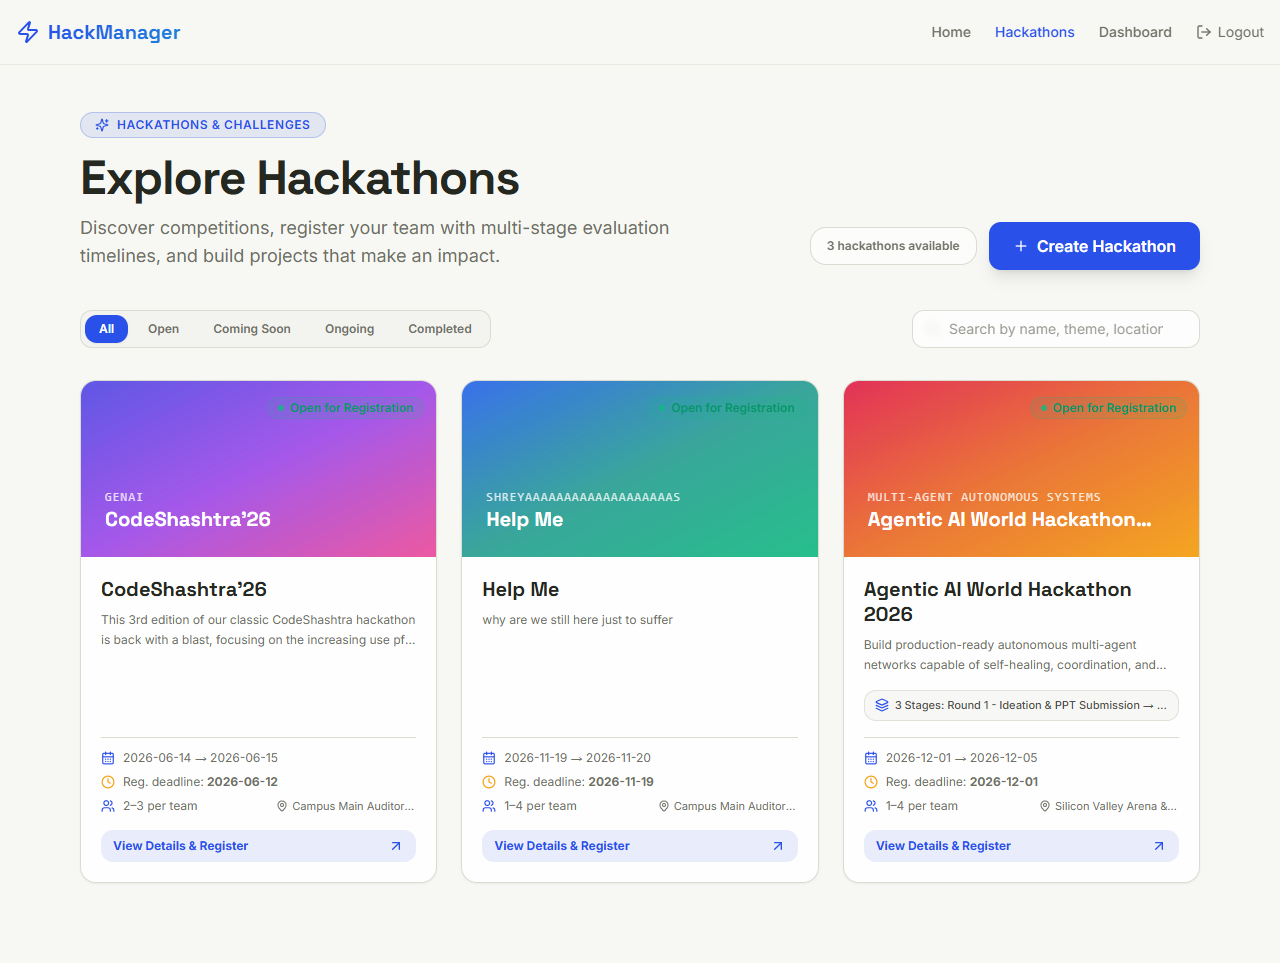 HackManager
Home
Hackathons
Dashboard
Logout
HACKATHONS & CHALLENGES
Explore Hackathons
Discover competitions, register your team with multi-stage evaluation
timelines, and build projects that make an impact.
3 hackathons available
+ Create Hackathon
All
Open
Coming Soon
Ongoing
Completed
Search by name, theme, location
Open for Registration
GENAI
CodeShashtra'26
CodeShashtra'26
This 3rd edition of our classic CodeShashtra hackathon
is back with a blast, focusing on the increasing use pf...
2026-06-14 → 2026-06-15
Reg. deadline: 2026-06-12
2–3 per team
Campus Main Auditor...
View Details & Register
Open for Registration
SHREYAAAAAAAAAAAAAAAAAAAS
Help Me
Help Me
why are we still here just to suffer
2026-11-19 → 2026-11-20
Reg. deadline: 2026-11-19
1–4 per team
Campus Main Auditor...
View Details & Register
Open for Registration
MULTI-AGENT AUTONOMOUS SYSTEMS
Agentic AI World Hackathon...
Agentic AI World Hackathon
2026
Build production-ready autonomous multi-agent
networks capable of self-healing, coordination, and...
3 Stages: Round 1 - Ideation & PPT Submission → ...
2026-12-01 → 2026-12-05
Reg. deadline: 2026-12-01
1–4 per team
Silicon Valley Arena &...
View Details & Register